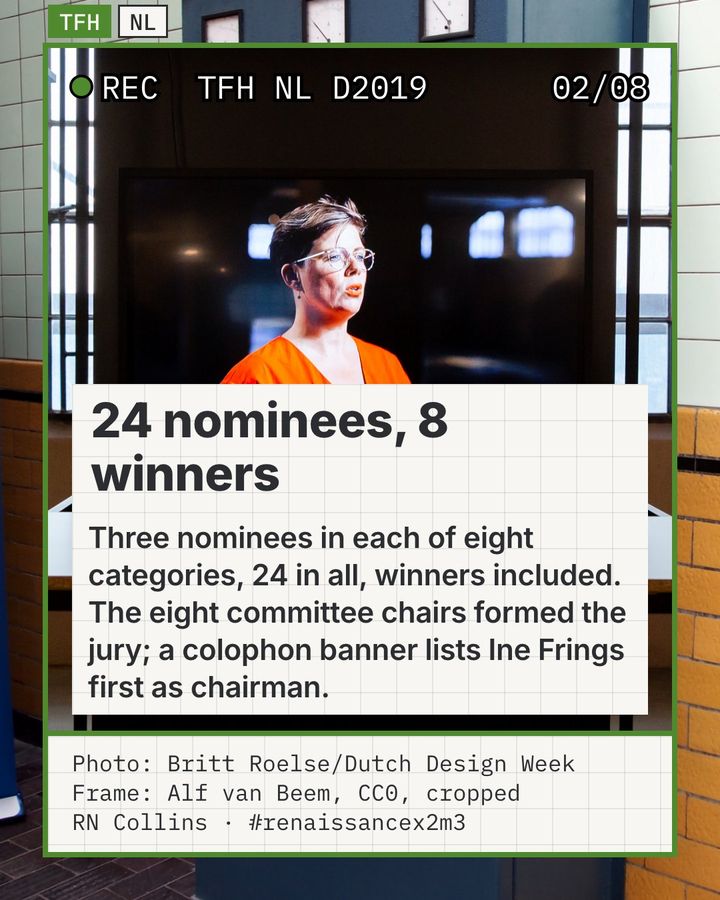 TFH NL
REC TFH NL D2019 02/08
24 nominees, 8
winners
Three nominees in each of eight
categories, 24 in all, winners included.
The eight committee chairs formed the
jury; a colophon banner lists Ine Frings
first as chairman.
Photo: Britt Roelse/Dutch Design Week
Frame: Alf van Beem, CC0, cropped
RN Collins · #renaissancex2m3